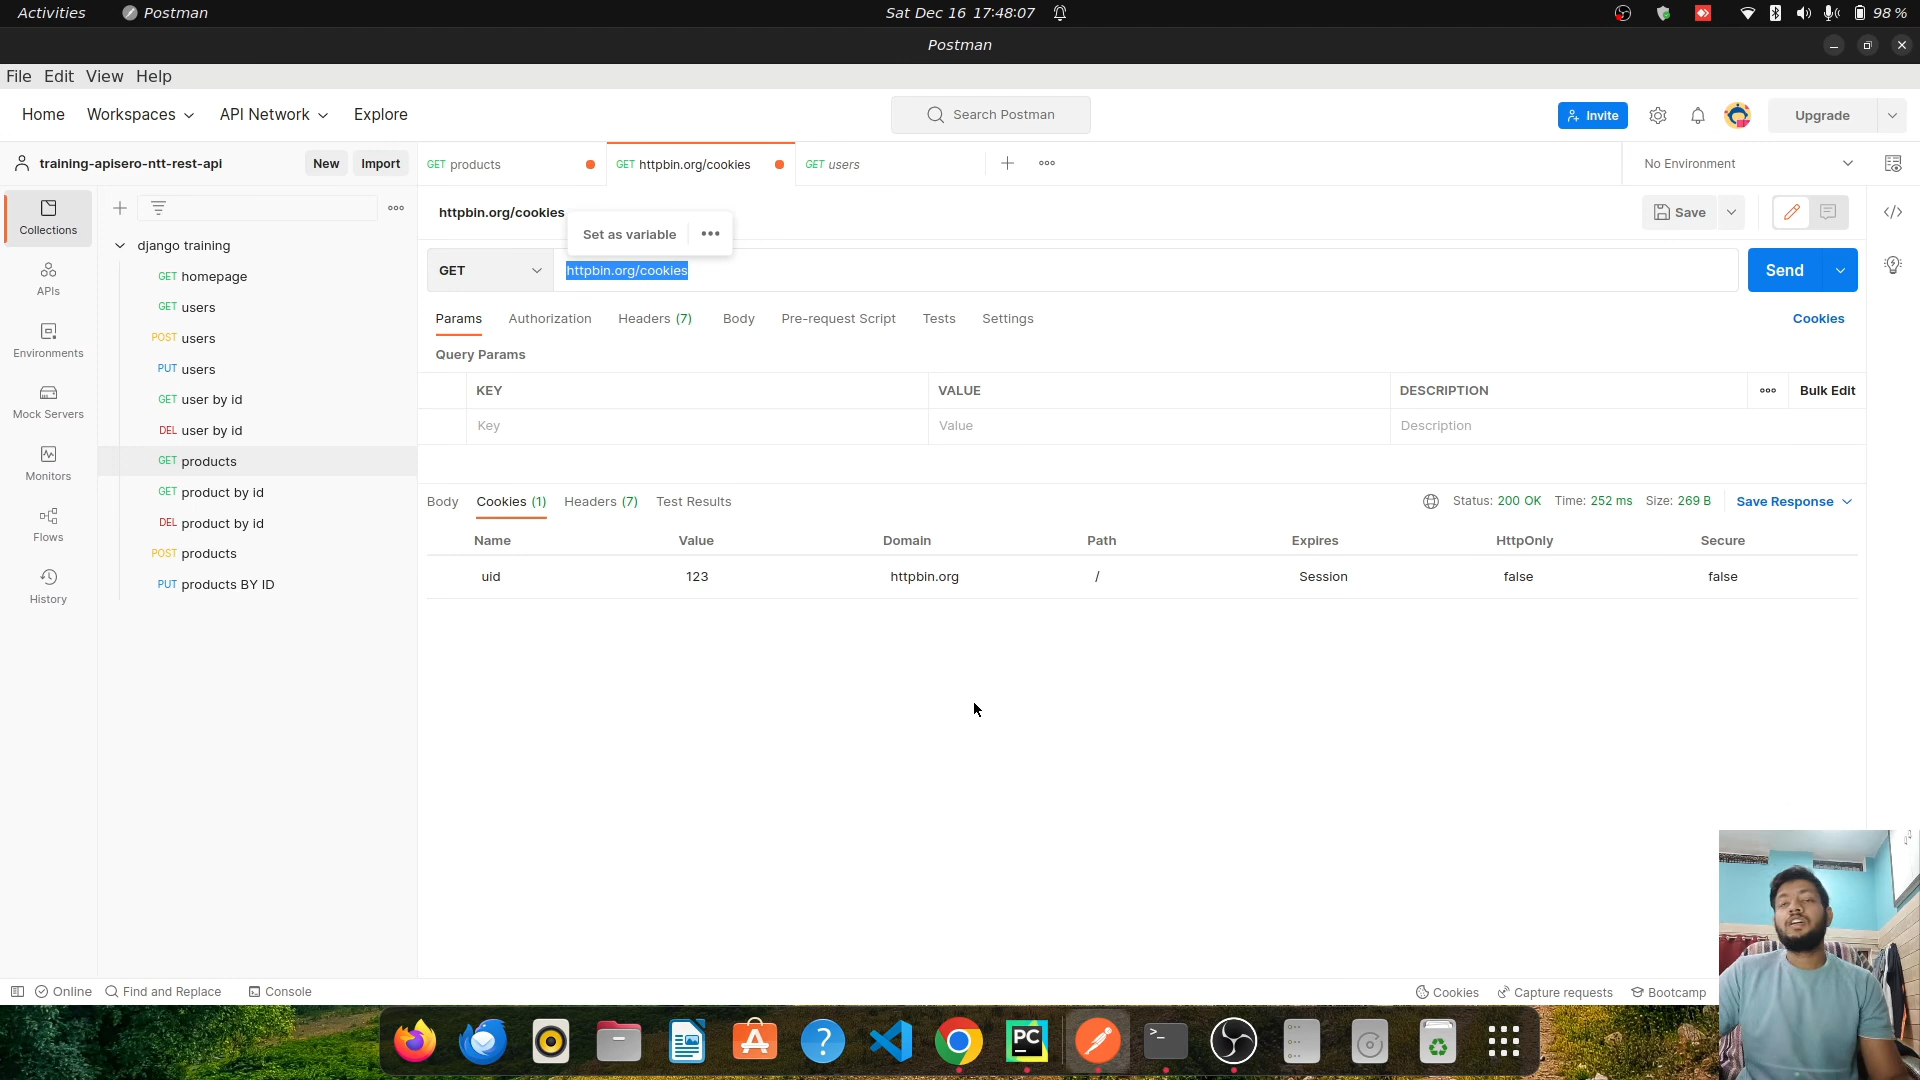 Activities Postman Sat Dec 16 17:48:07 98 %
Postman
File Edit View Help
Home Workspaces API Network Explore Search Postman Invite Upgrade
training-apisero-ntt-rest-api New Import GET products GET httpbin.org/cookies GET users No Environment
Collections
APIs
Environments
Mock Servers
Monitors
Flows
History
django training
GET homepage
GET users
POST users
PUT users
GET user by id
DEL user by id
GET products
GET product by id
DEL product by id
POST products
PUT products BY ID
httpbin.org/cookies Save
Set as variable
GET httpbin.org/cookies Send
Params Authorization Headers (7) Body Pre-request Script Tests Settings Cookies
Query Params
KEY VALUE DESCRIPTION Bulk Edit
Key Value Description
Body Cookies (1) Headers (7) Test Results Status: 200 OK Time: 252 ms Size: 269 B Save Response
Name Value Domain Path Expires HttpOnly Secure
uid 123 httpbin.org / Session false false
Online Find and Replace Console Cookies Capture requests Bootcamp
PC